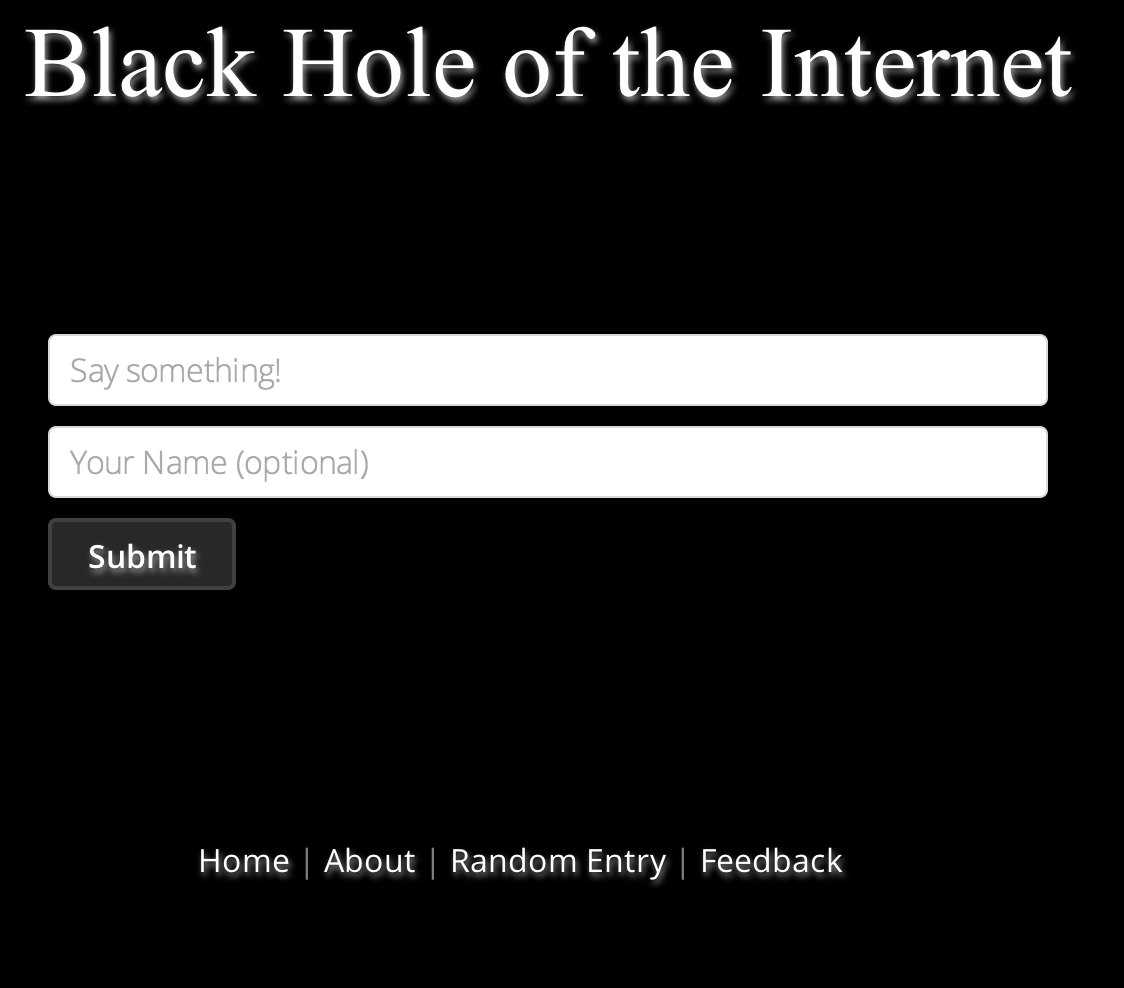 Black Hole of the Internet
Say something!
Your Name (optional)
Submit
Home | About | Random Entry | Feedback